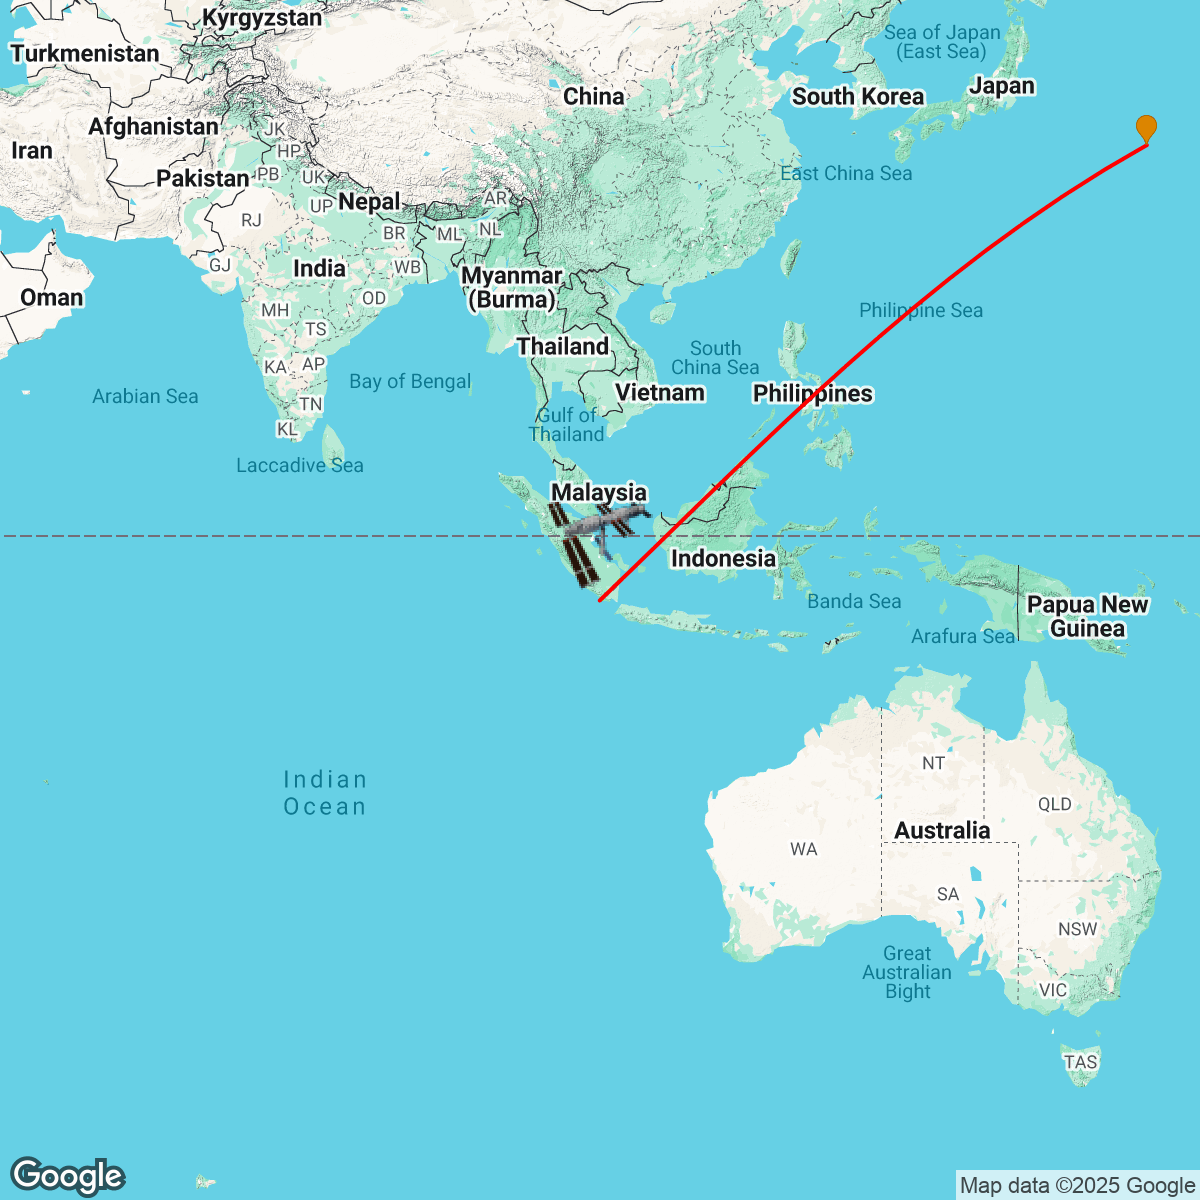 Kyrgyzstan
Sea of Japan
(East Sea)
Turkmenistan
Japan
China
South Korea
Afghanistan
JK
Iran
HP
East China Sea
PB
Pakistan
UK
Nepal
AR
UP
RJ
BR
ML
NL
GJ
India
WB
Myanmar
(Burma)
Oman
OD
MH
Philippine Sea
TS
Thailand
South
China Sea
KA
AP
Bay of Bengal
Vietnam
Philippines
Arabian Sea
TN
Gulf of
Thailand
KL
Laccadive Sea
Malaysia
Indonesia
Banda Sea
Papua New
Guinea
Arafura Sea
NT
Indian
Ocean
QLD
Australia
WA
SA
NSW
Great
Australian
Bight
VIC
TAS
Google
Map data ©2025 Google